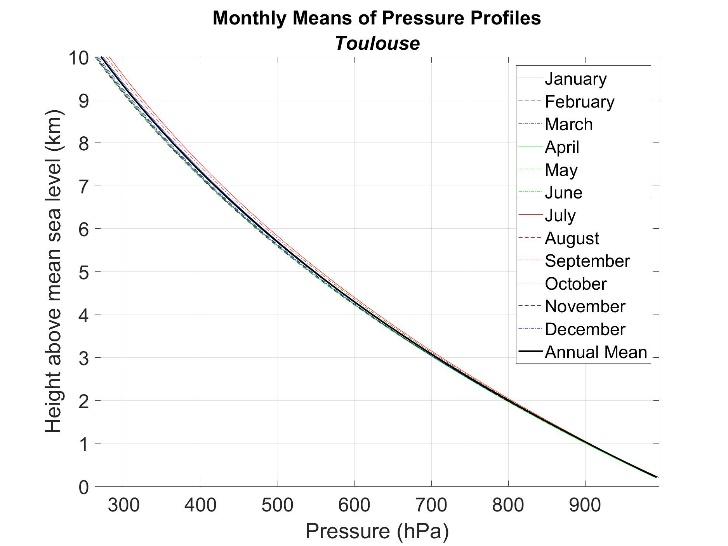 Monthly Means of Pressure Profiles
Toulouse
10
9
8
7
6
5
4
3
2
1
0
Height above mean sea level (km)
January
February
March
April
May
June
July
August
September
October
November
December
Annual Mean
300 400 500 600 700 800 900
Pressure (hPa)